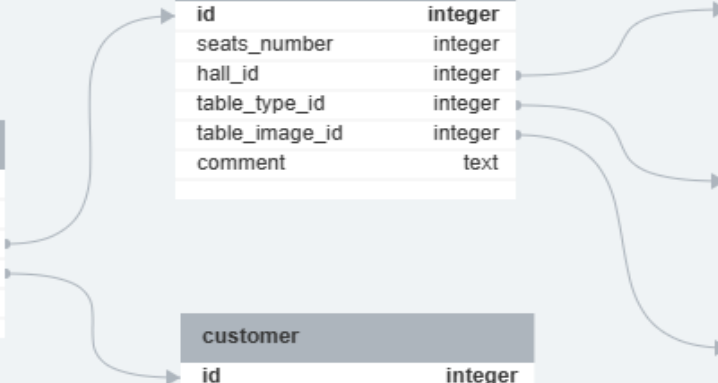 id integer
seats_number integer
hall_id integer
table_type_id integer
table_image_id integer
comment text
customer
id integer